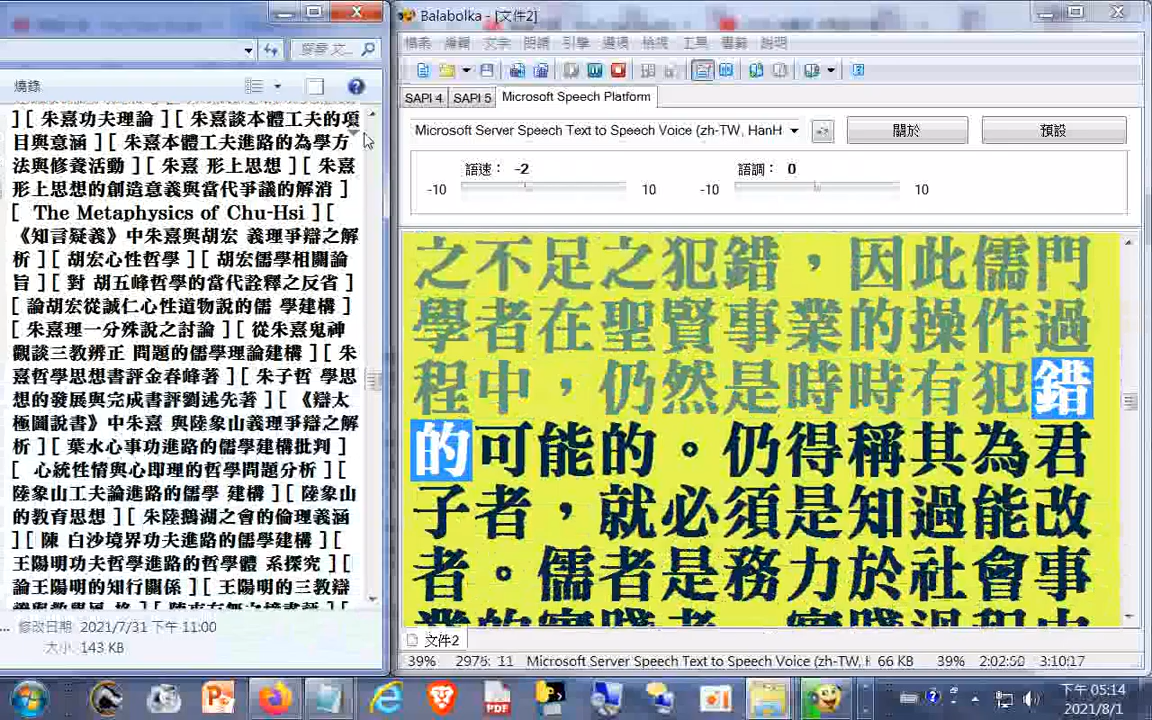 Balabolka - [文件2]
檔案 編輯 文字 閱讀 引擎 選項 檢視 工具 書籤 說明
SAPI 4 SAPI 5 Microsoft Speech Platform
Microsoft Server Speech Text to Speech Voice (zh-TW, HanH
關於
預設
語速： -2
語調： 0
-10 10 -10 10
燒錄
][ 朱熹功夫理論 ][ 朱熹談本體工夫的項
目與意涵 ][ 朱熹本體工夫進路的為學方
法與修養活動 ][ 朱熹 形上思想 ][ 朱熹
形上思想的創造意義與當代爭議的解消 ]
[ The Metaphysics of Chu-Hsi ][
《知言疑義》中朱熹與胡宏 義理爭辯之解
析 ][ 胡宏心性哲學 ][ 胡宏儒學相關論
旨 ][ 對 胡五峰哲學的當代詮釋之反省 ]
[ 論胡宏從誠仁心性道物說的儒 學建構 ]
[ 朱熹理一分殊說之討論 ][ 從朱熹鬼神
觀談三教辨正 問題的儒學理論建構 ][ 朱
熹哲學思想書評金春峰著 ][ 朱子哲 學思
想的發展與完成書評劉述先著 ][ 《辯太
極圖說書》中朱熹 與陸象山義理爭辯之解
析 ][ 葉水心事功進路的儒學建構批判 ]
[ 心統性情與心即理的哲學問題分析 ][
陸象山工夫論進路的儒學 建構 ][ 陸象山
的教育思想 ][ 朱陸鵝湖之會的倫理義涵
][ 陳 白沙境界功夫進路的儒學建構 ][
王陽明功夫哲學進路的哲學體 系探究 ][
論王陽明的知行關係 ][ 王陽明的三教辯
修改日期: 2021/7/31 下午 11:00
大小: 143 KB
之不足之犯錯，因此儒門
學者在聖賢事業的操作過
程中，仍然是時時有犯錯
的可能的。仍得稱其為君
子者，就必須是知過能改
者。儒者是務力於社會事
文件2
39% 2976: 11 Microsoft Server Speech Text to Speech Voice (zh-TW, H 66 KB 39% 2:02:50 3:10:17
下午 05:14
2021/8/1